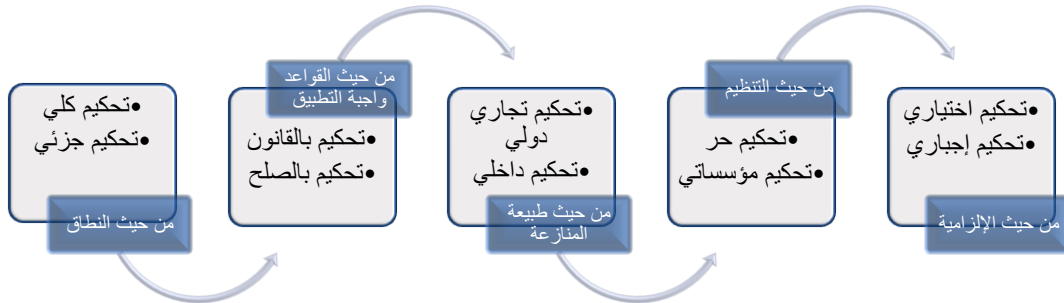 •تحكيم اختياري
•تحكيم إجباري
من حيث الإلزامية
من حيث التنظيم
•تحكيم حر
•تحكيم مؤسساتي
•تحكيم تجاري
دولي
•تحكيم داخلي
من حيث طبيعة
المنازعة
من حيث القواعد
واجبة التطبيق
•تحكيم بالقانون
•تحكيم بالصلح
•تحكيم كلي
•تحكيم جزئي
من حيث النطاق